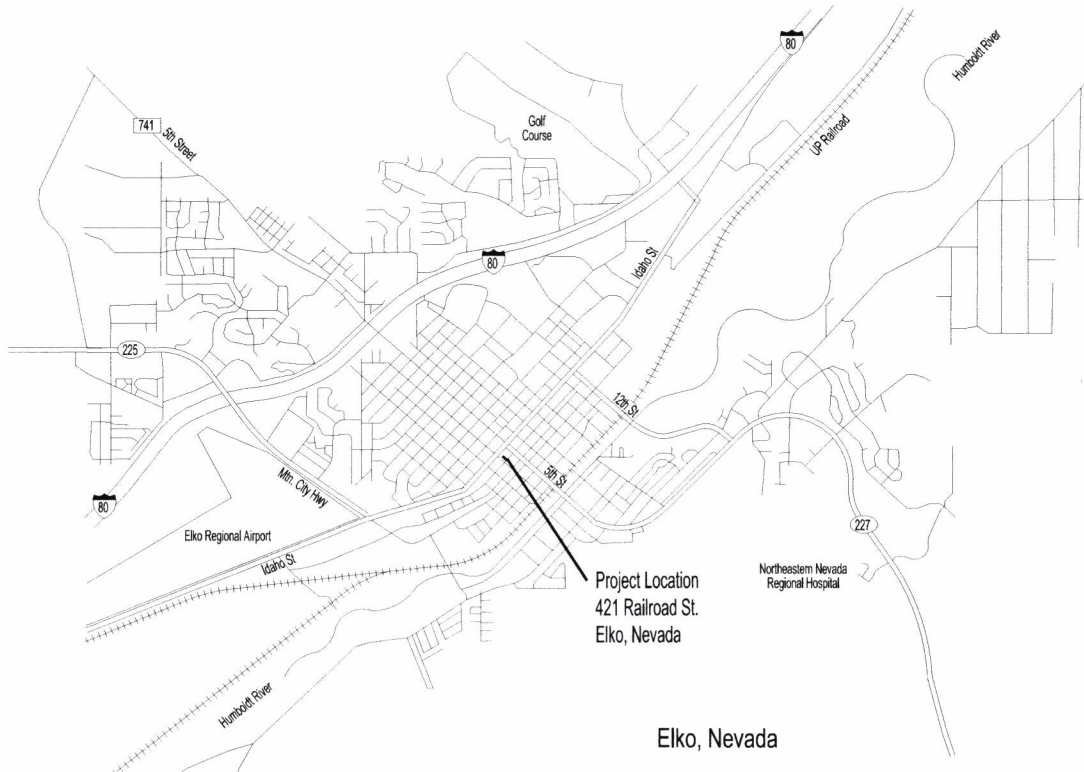 80
Humboldt River
741
5th Street
Golf
Course
UP Railroad
80
Idaho St
225
12th St
5th St
Mtn. City Hwy
80
227
Elko Regional Airport
Idaho St
Northeastern Nevada
Regional Hospital
Project Location
421 Railroad St.
Elko, Nevada
Humboldt River
Elko, Nevada